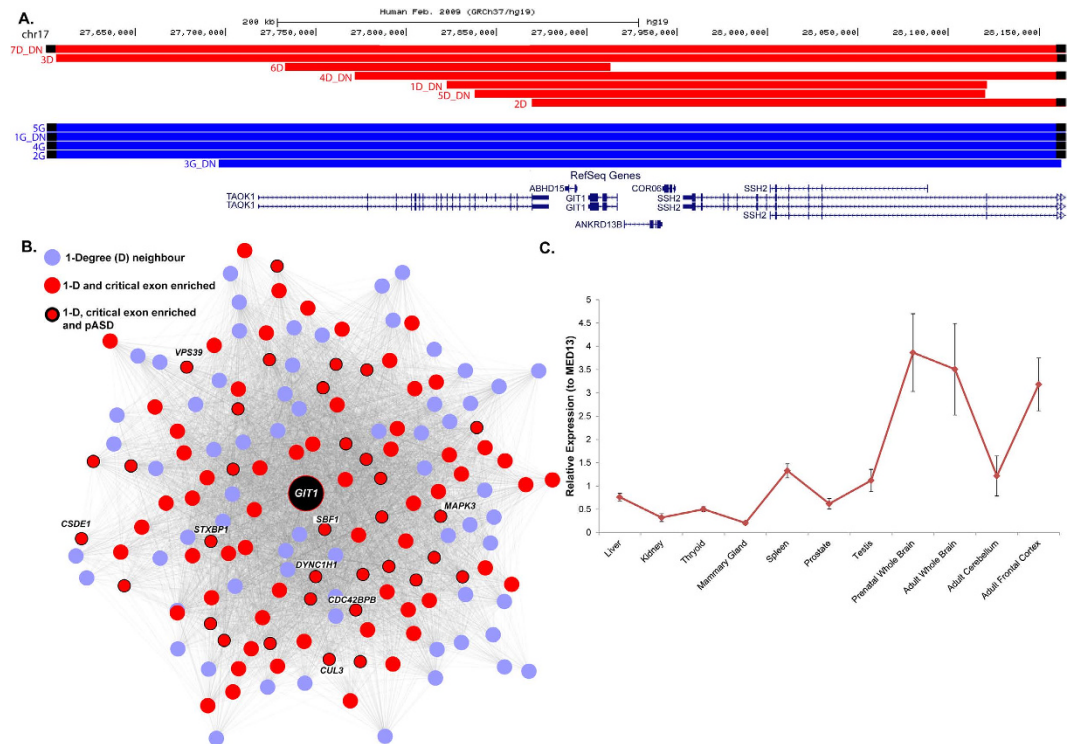 A.
Human Feb. 2009 (GRCh37/hg19)
200 kb hg19
chr17 27,650,000 27,700,000 27,750,000 27,800,000 27,850,000 27,900,000 27,950,000 28,000,000 28,050,000 28,100,000 28,150,000
7D_DN
3D
6D
4D_DN
1D_DN
5D_DN
2D
5G
1G_DN
4G
2G
3G_DN
RefSeq Genes
ABHD15 COR06 SSH2
TAOK1 GIT1 SSH2
TAOK1 GIT1 SSH2
SSH2
ANKRD13B
B.
1-Degree (D) neighbour
1-D and critical exon enriched
1-D, critical exon enriched
and pASD
VPS39
GIT1
MAPK3
SBF1
CSDE1
STXBP1
DYNC1H1
CDC42BPB
CUL3
C.
Relative Expression (to MED13)
5
4.5
4
3.5
3
2.5
2
1.5
1
0.5
0
Liver
Kidney
Thryoid
Mammary Gland
Spleen
Prostate
Testis
Prenatal Whole Brain
Adult Whole Brain
Adult Cerebellum
Adult Frontal Cortex